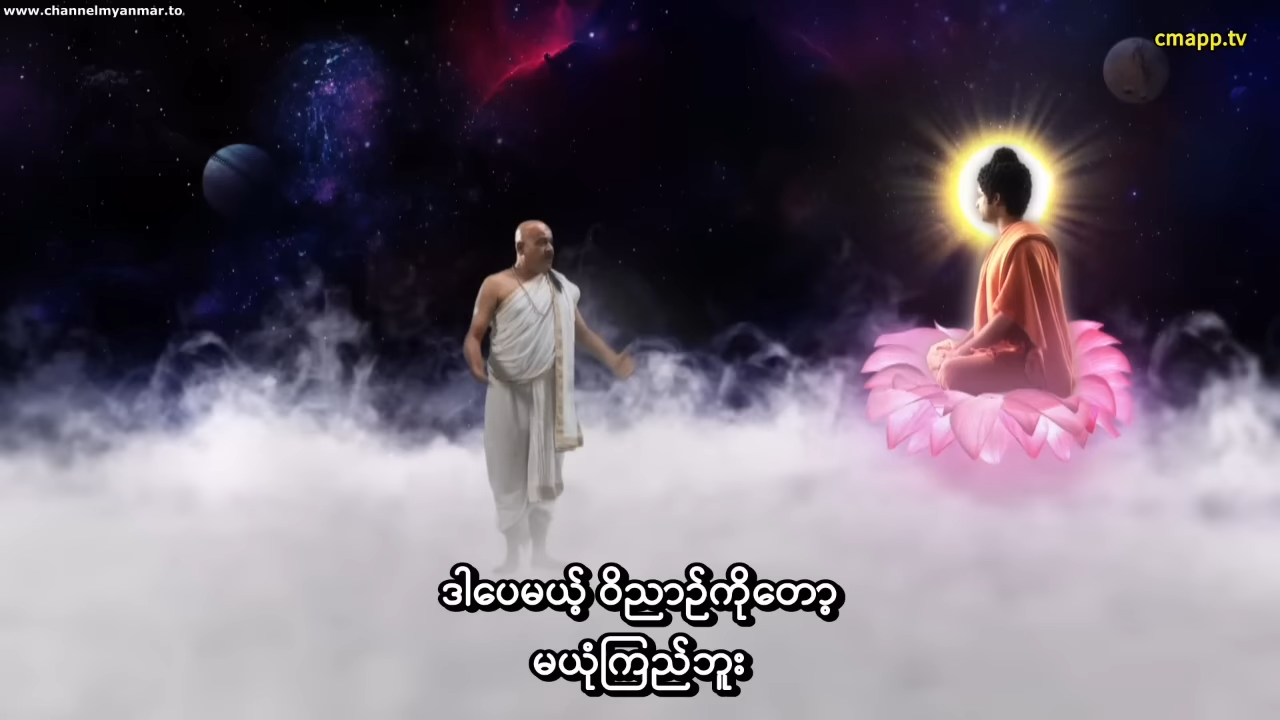 www.channelmyanmar.to
cmapp.tv
ဒါပေမယ့် ဝိညာဉ်ကိုတော့
မယုံကြည်ဘူး